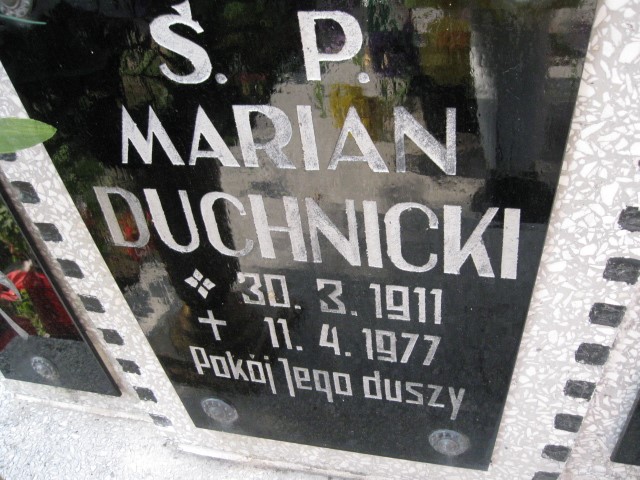 Ś. P.
MARIAN
DUCHNICKI
30. 3. 1911
+ 11. 4. 1977
Pokój Jego duszy